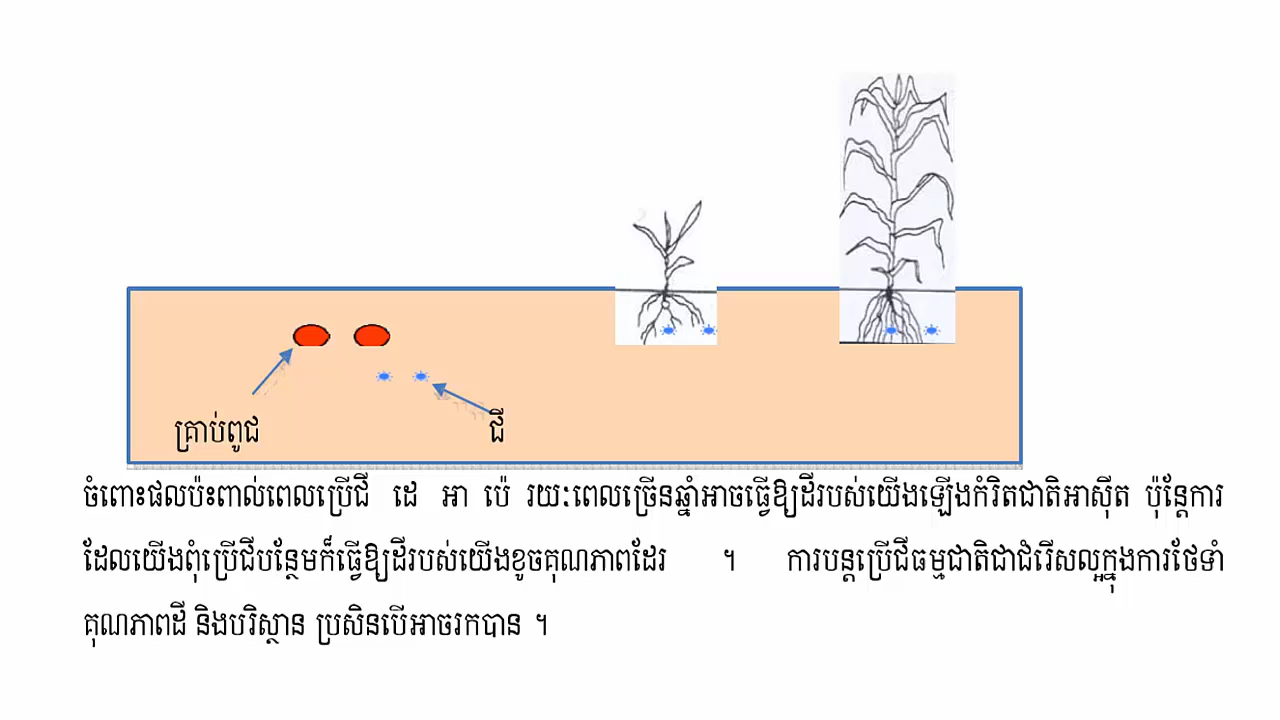 គ្រាប់ពូជ
ជី
ចំពោះផលប៉ះពាល់ពេលប្រើជី ដេ អា ប៉េ រយៈពេលច្រើនឆ្នាំអាចធ្វើឱ្យដីរបស់យើងឡើងកំរិតជាតិអាស៊ីត ប៉ុន្តែការ
ដែលយើងពុំប្រើជីបន្ថែមក៏ធ្វើឱ្យដីរបស់យើងខូចគុណភាពដែរ ។ ការបន្តប្រើជីធម្មជាតិជាជំរើសល្អក្នុងការថែទាំ
គុណភាពដី និងបរិស្ថាន ប្រសិនបើអាចរកបាន ។